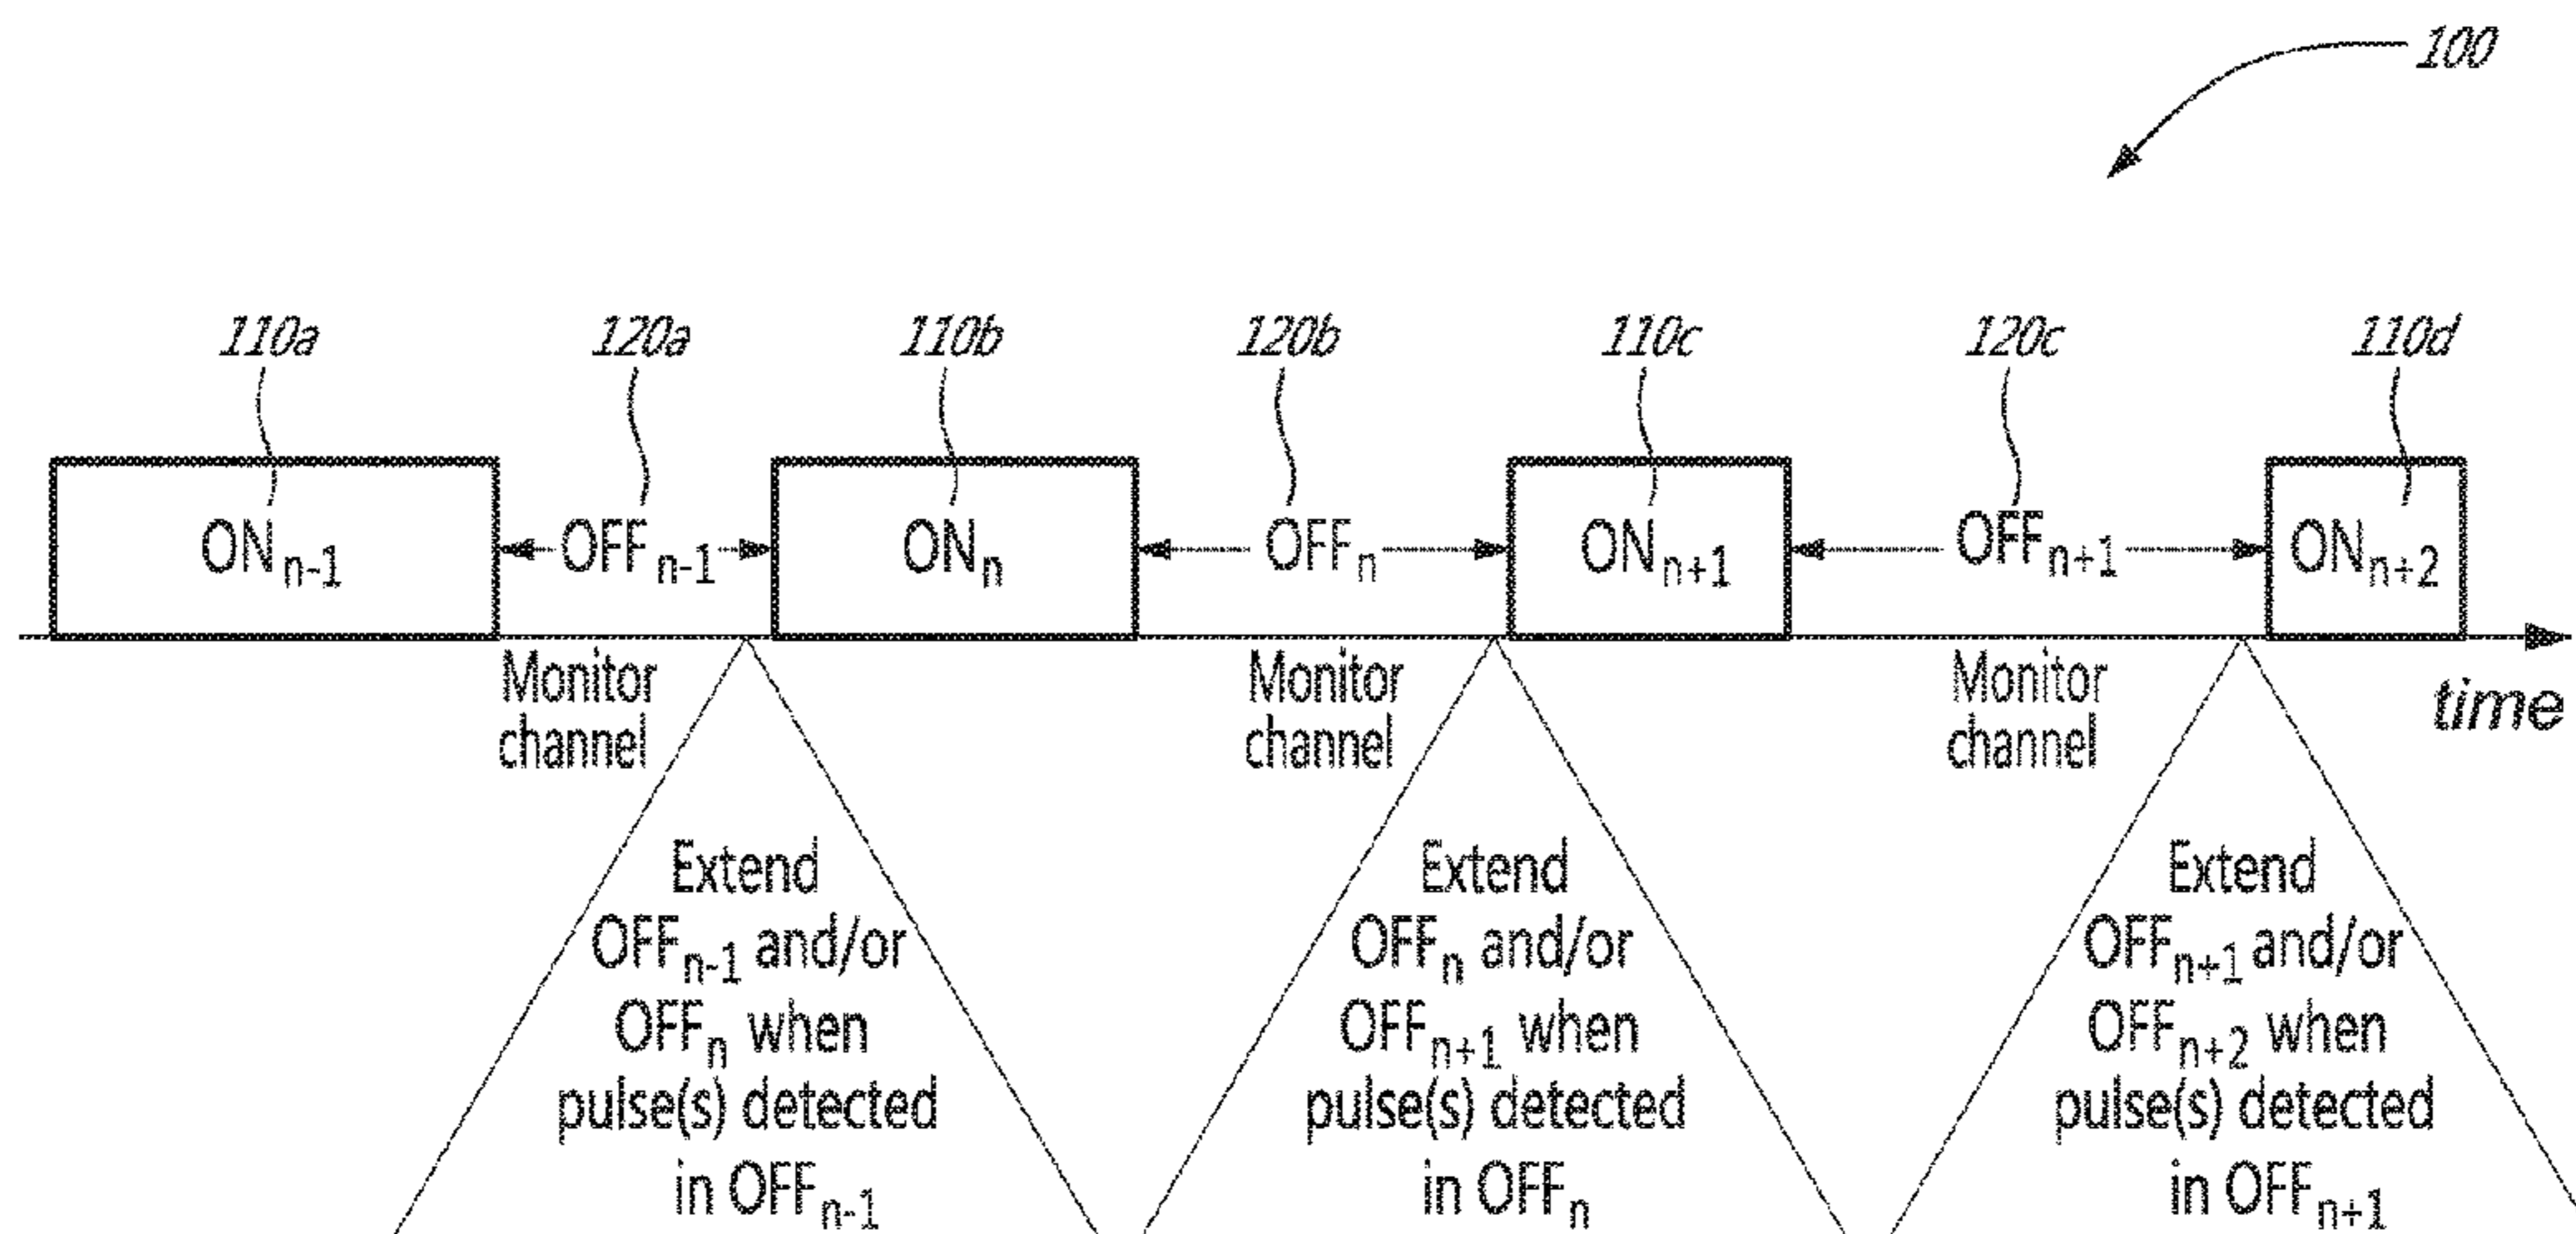 100
110a 120a 110b 120b 110c 120c 110d
ONn-1 OFFn-1 ONn OFFn ONn+1 OFFn+1 ONn+2
time
Monitor
channel
Monitor
channel
Monitor
channel
Extend
OFFn-1 and/or
OFFn when
pulse(s) detected
in OFFn-1
Extend
OFFn and/or
OFFn+1 when
pulse(s) detected
in OFFn
Extend
OFFn+1 and/or
OFFn+2 when
pulse(s) detected
in OFFn+1